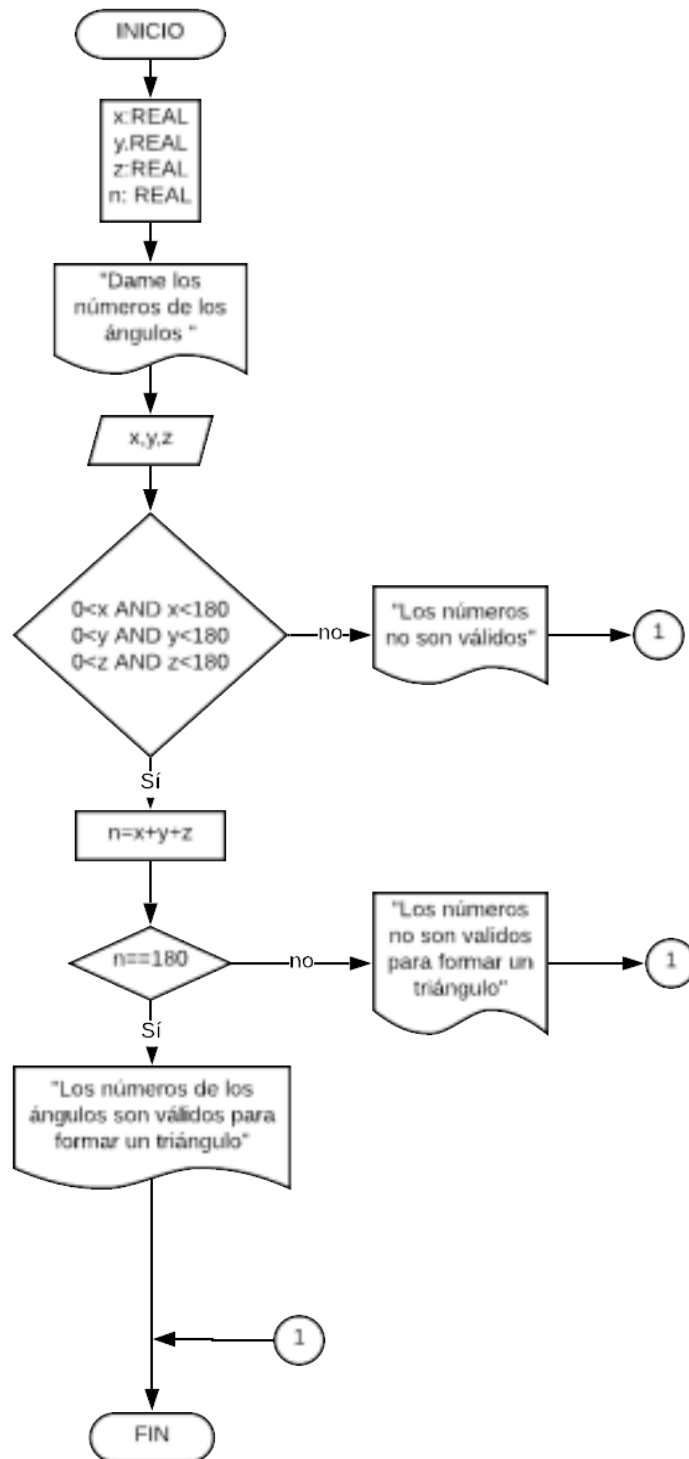 INICIO
x:REAL
y.REAL
z:REAL
n: REAL
"Dame los
números de los
ángulos "
x,y,z
0<x AND x<180
0<y AND y<180
0<z AND z<180
no
"Los números
no son válidos"
1
Sí
n=x+y+z
n==180
no
"Los números
no son validos
para formar un
triángulo"
1
Sí
"Los números de los
ángulos son válidos para
formar un triángulo"
1
FIN